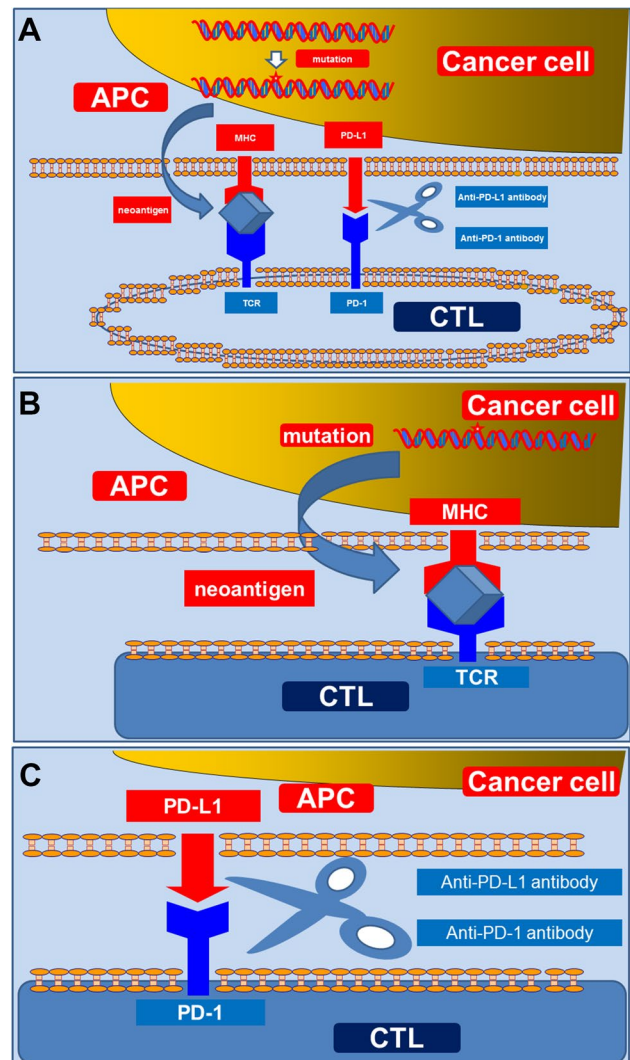 A
mutation
Cancer cell
APC
MHC
PD-L1
neoantigen
Anti-PD-L1 antibody
Anti-PD-1 antibody
TCR
PD-1
CTL
B
Cancer cell
mutation
APC
MHC
neoantigen
TCR
CTL
C
Cancer cell
APC
PD-L1
Anti-PD-L1 antibody
Anti-PD-1 antibody
PD-1
CTL